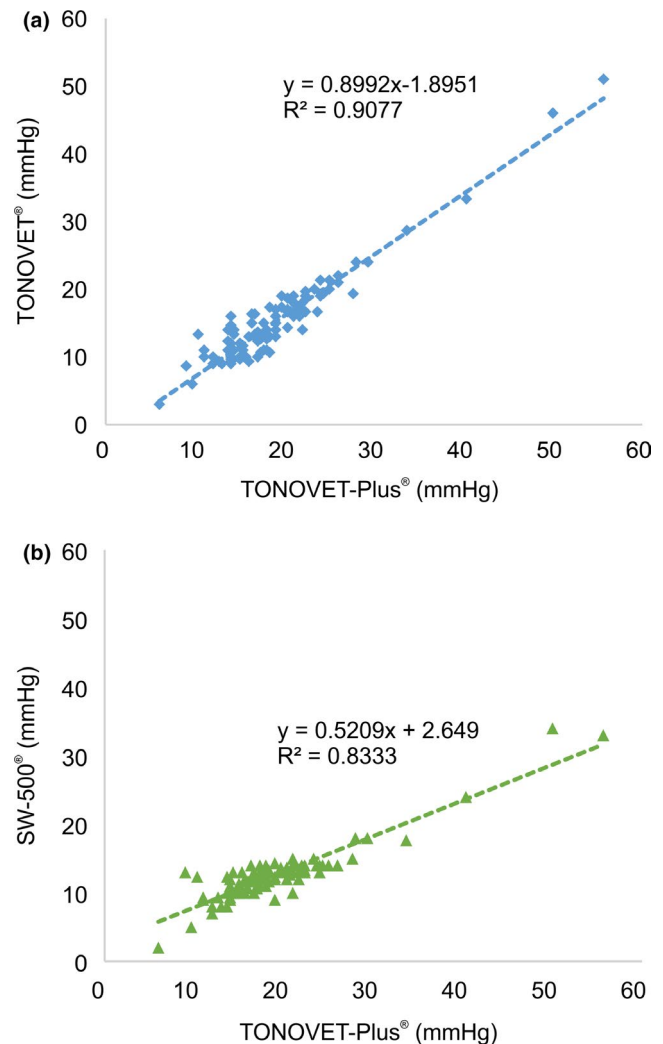 (a)
60
50
40
30
20
10
0
TONOVET® (mmHg)
y = 0.8992x-1.8951
R² = 0.9077
0 10 20 30 40 50 60
TONOVET-Plus® (mmHg)
(b)
60
50
40
30
20
10
0
SW-500® (mmHg)
y = 0.5209x + 2.649
R² = 0.8333
0 10 20 30 40 50 60
TONOVET-Plus® (mmHg)